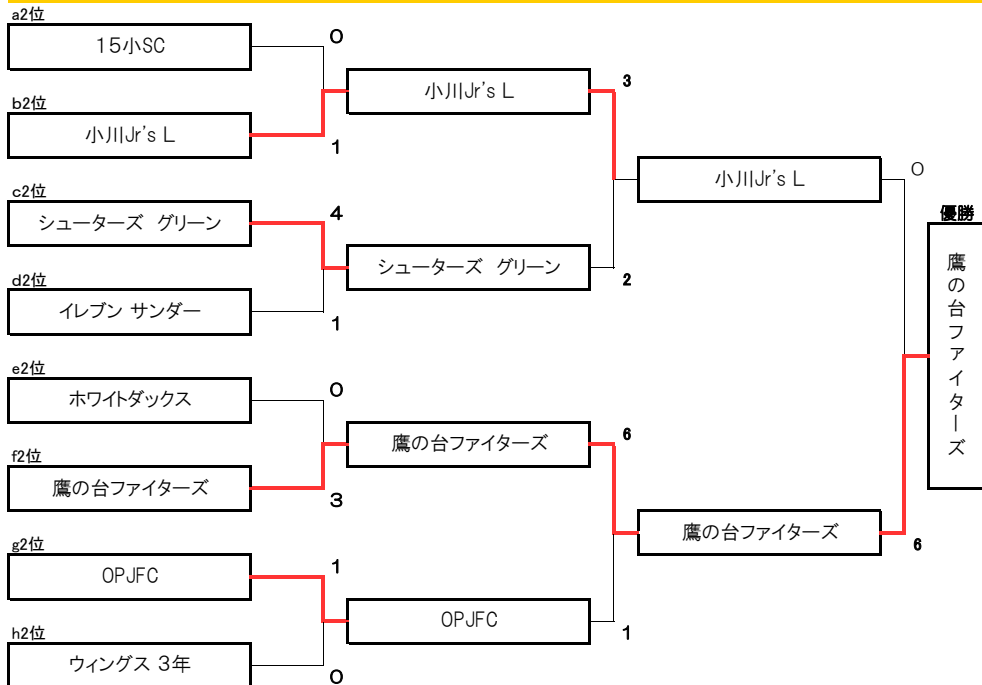 a2位
15小SC
0
b2位
小川Jr's L
1
小川Jr's L
3
c2位
シューターズ　グリーン
4
d2位
イレブン サンダー
1
シューターズ　グリーン
2
小川Jr's L
0
e2位
ホワイトダックス
0
f2位
鷹の台ファイターズ
3
鷹の台ファイターズ
6
g2位
OPJFC
1
h2位
ウィングス 3年
0
OPJFC
1
鷹の台ファイターズ
6
優勝
鷹の台ファイターズ